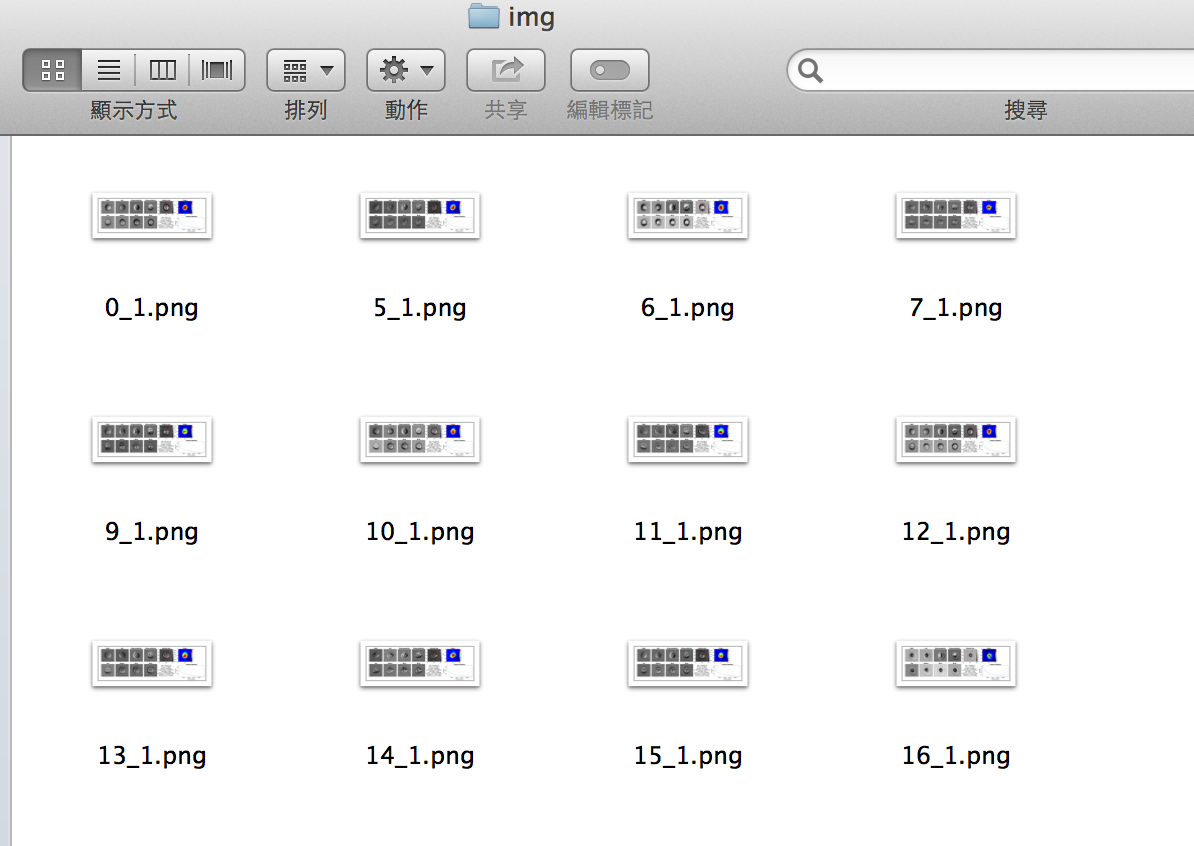 img
顯示方式 排列 動作 共享 編輯標記 搜尋
0_1.png 5_1.png 6_1.png 7_1.png
9_1.png 10_1.png 11_1.png 12_1.png
13_1.png 14_1.png 15_1.png 16_1.png